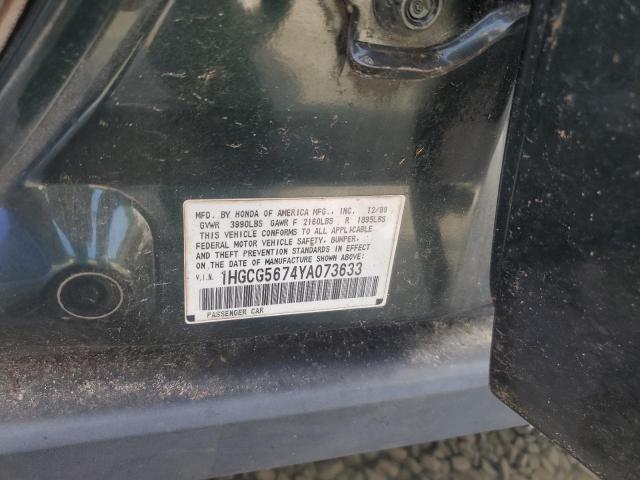 MFD. BY HONDA OF AMERICA MFG., INC. 12/99
GVWR 3990LBS GAWR F 2160LBS R 1895LBS
THIS VEHICLE CONFORMS TO ALL APPLICABLE
FEDERAL MOTOR VEHICLE SAFETY, BUMPER,
AND THEFT PREVENTION STANDARDS IN EFFECT
ON THE DATE OF MANUFACTURE SHOWN ABOVE.
V.I.N. 1HGCG5674YA073633
PASSENGER CAR